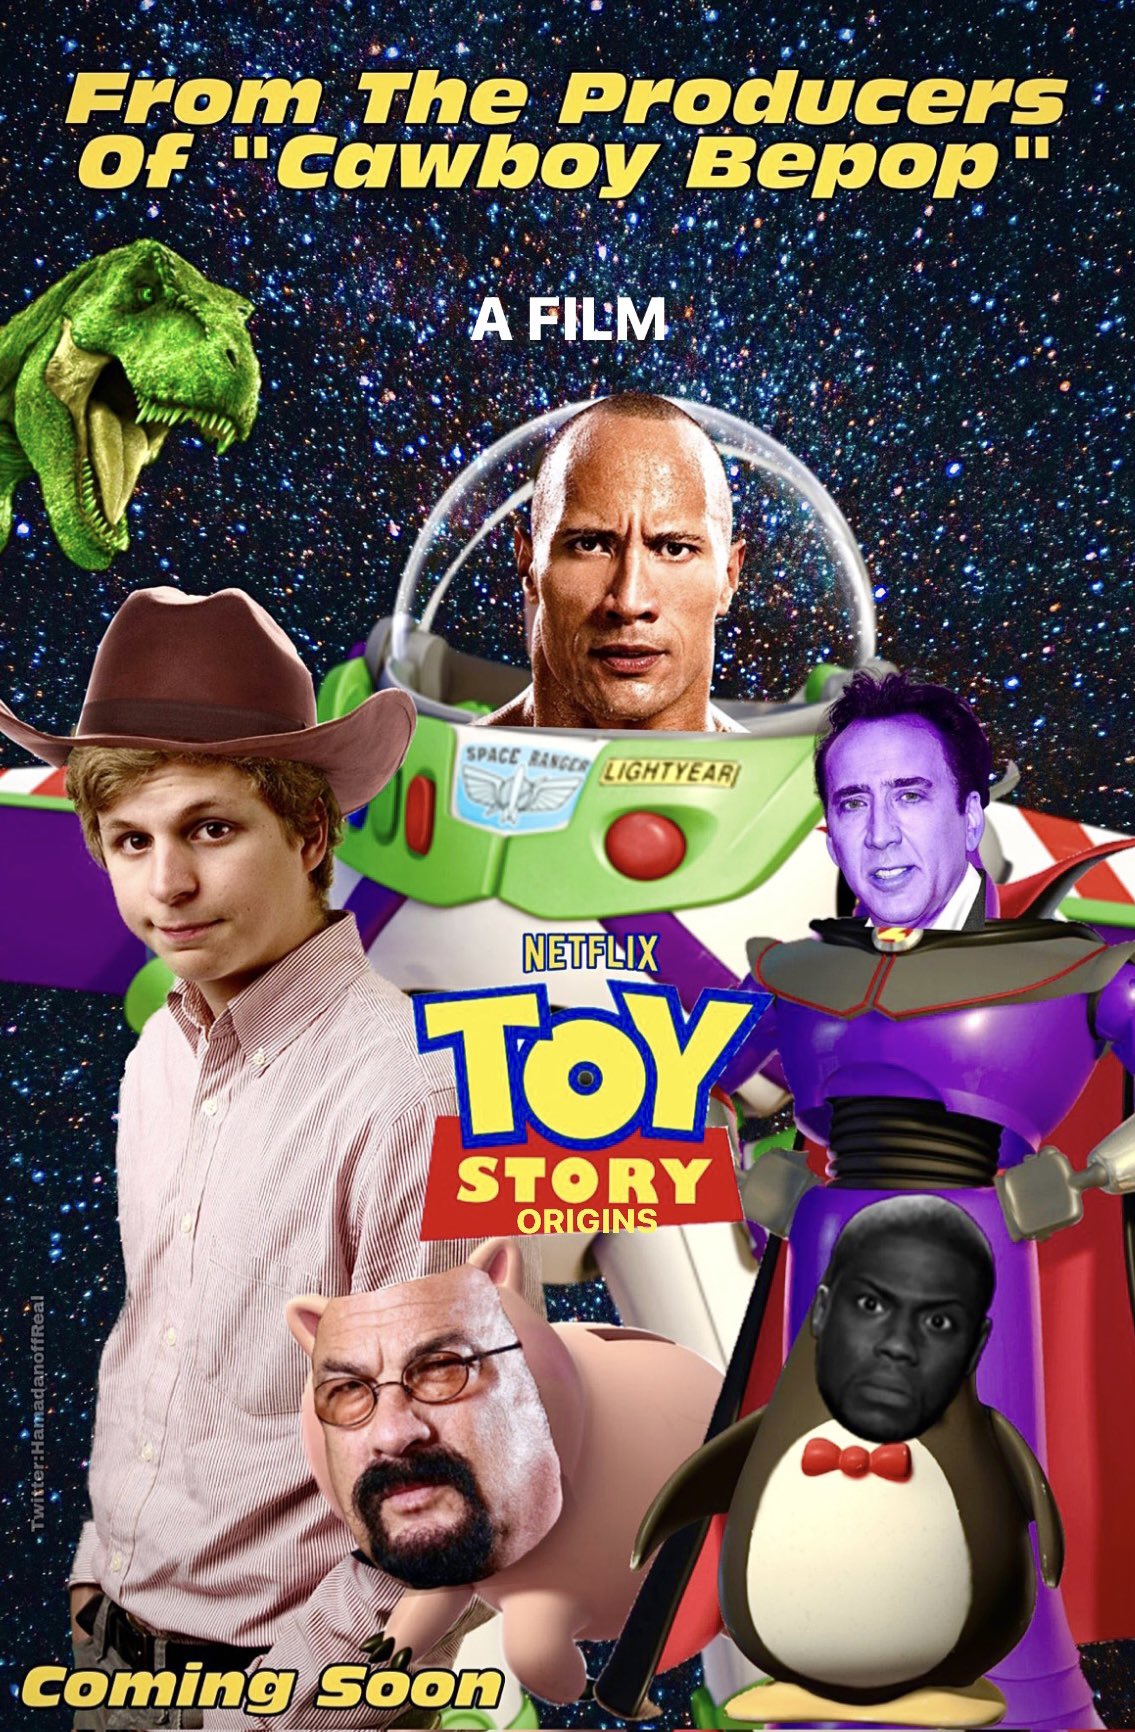 From The Producers
Of "Cawboy Bepop"
A FILM
SPACE RANGER
LIGHTYEAR
NETFLIX
TOY
STORY
ORIGINS
Twitter:HamadanoffReal
Coming Soon